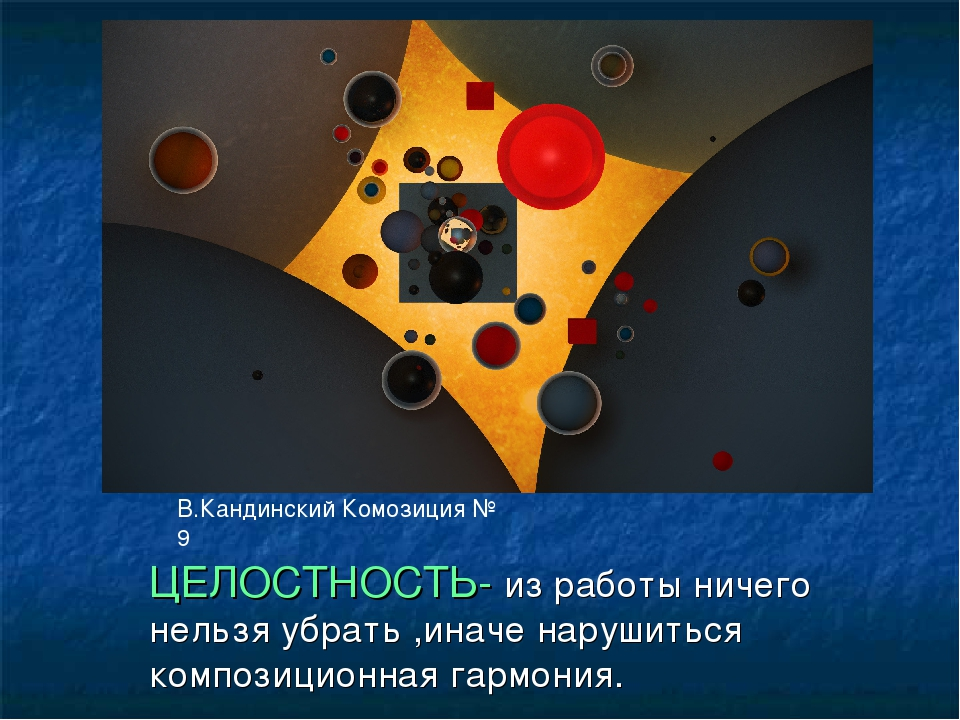 В.Кандинский Комозиция №
9
ЦЕЛОСТНОСТЬ- из работы ничего
нельзя убрать ,иначе нарушиться
композиционная гармония.